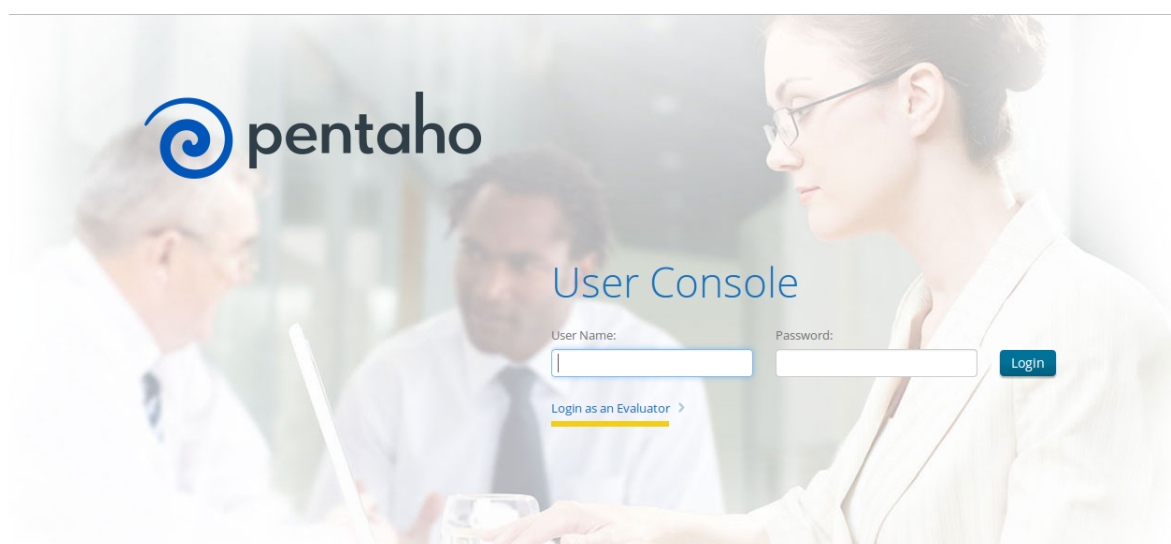 pentaho
User Console
User Name:
Password:
Login
Login as an Evaluator